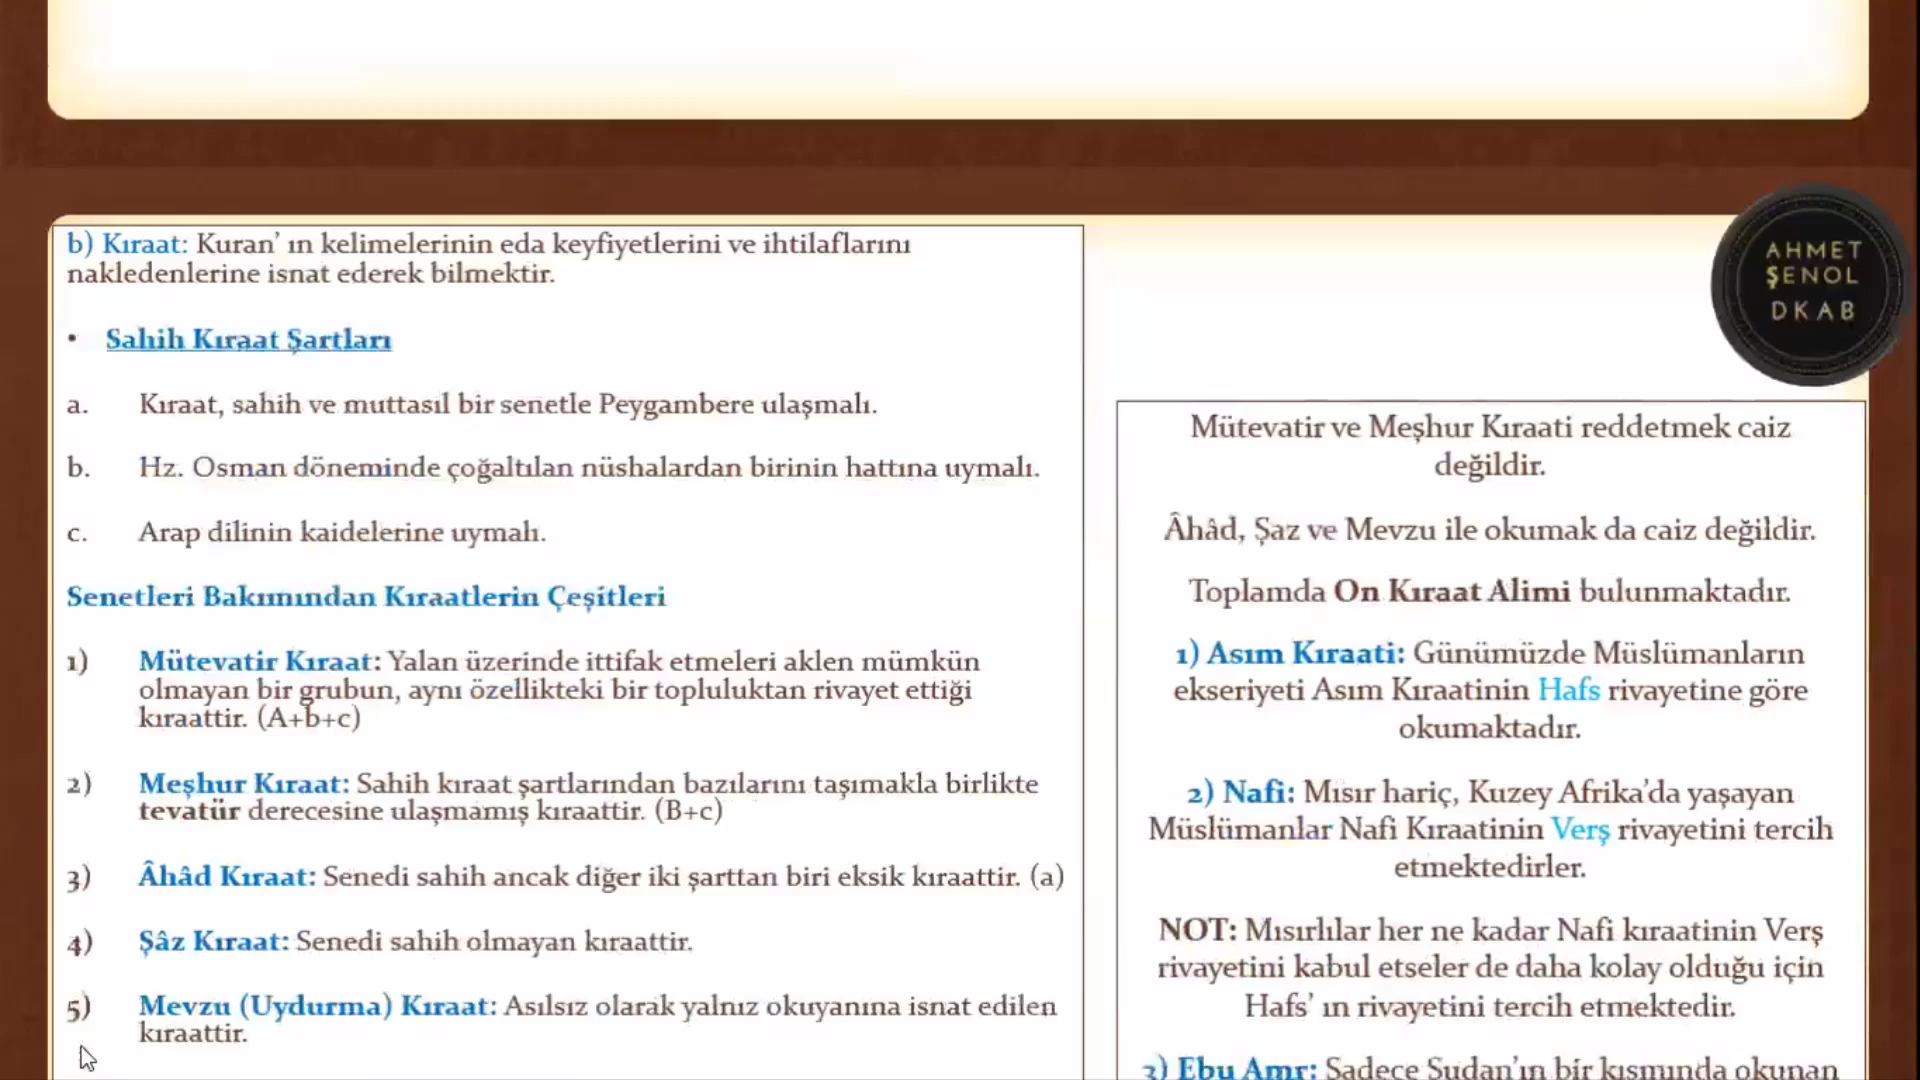 b) Kıraat: Kuran’ ın kelimelerinin eda keyfiyetlerini ve ihtilaflarını
nakledenlerine isnat ederek bilmektir.
• Sahih Kıraat Şartları
a. Kıraat, sahih ve muttasıl bir senetle Peygambere ulaşmalı.
b. Hz. Osman döneminde çoğaltılan nüshalardan birinin hattına uymalı.
c. Arap dilinin kaidelerine uymalı.
Senetleri Bakımından Kıraatlerin Çeşitleri
1) Mütevatir Kıraat: Yalan üzerinde ittifak etmeleri aklen mümkün
olmayan bir grubun, aynı özellikteki bir topluluktan rivayet ettiği
kıraattir. (A+b+c)
2) Meşhur Kıraat: Sahih kıraat şartlarından bazılarını taşımakla birlikte
tevatür derecesine ulaşmamış kıraattir. (B+c)
3) Âhâd Kıraat: Senedi sahih ancak diğer iki şarttan biri eksik kıraattir. (a)
4) Şâz Kıraat: Senedi sahih olmayan kıraattir.
5) Mevzu (Uydurma) Kıraat: Asılsız olarak yalnız okuyanına isnat edilen
kıraattir.
AHMET
ŞENOL
DKAB
Mütevatir ve Meşhur Kıraati reddetmek caiz
değildir.
Âhâd, Şaz ve Mevzu ile okumak da caiz değildir.
Toplamda On Kıraat Alimi bulunmaktadır.
1) Asım Kıraati: Günümüzde Müslümanların
ekseriyeti Asım Kıraatinin Hafs rivayetine göre
okumaktadır.
2) Nafi: Mısır hariç, Kuzey Afrika’da yaşayan
Müslümanlar Nafi Kıraatinin Verş rivayetini tercih
etmektedirler.
NOT: Mısırlılar her ne kadar Nafi kıraatinin Verş
rivayetini kabul etseler de daha kolay olduğu için
Hafs’ ın rivayetini tercih etmektedir.
3) Ebu Amr: Sadece Sudan’ın bir kısmında okunan